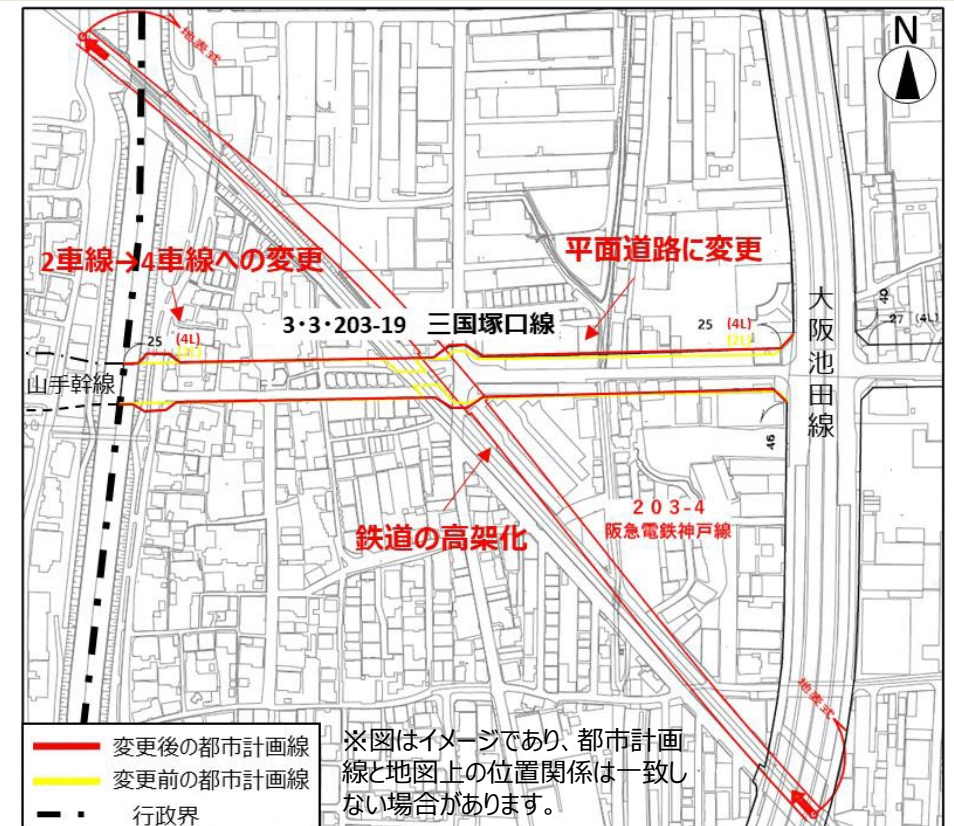 地表式
N
2車線→4車線への変更
平面道路に変更
3・3・203-19 三国塚口線
25 (4L)
(2L)
25 (4L)
(2L)
大阪池田線
40
27 (4L)
山手幹線
46
鉄道の高架化
203-4
阪急電鉄神戸線
地表式
変更後の都市計画線
変更前の都市計画線
行政界
※図はイメージであり、都市計画
線と地図上の位置関係は一致し
ない場合があります。